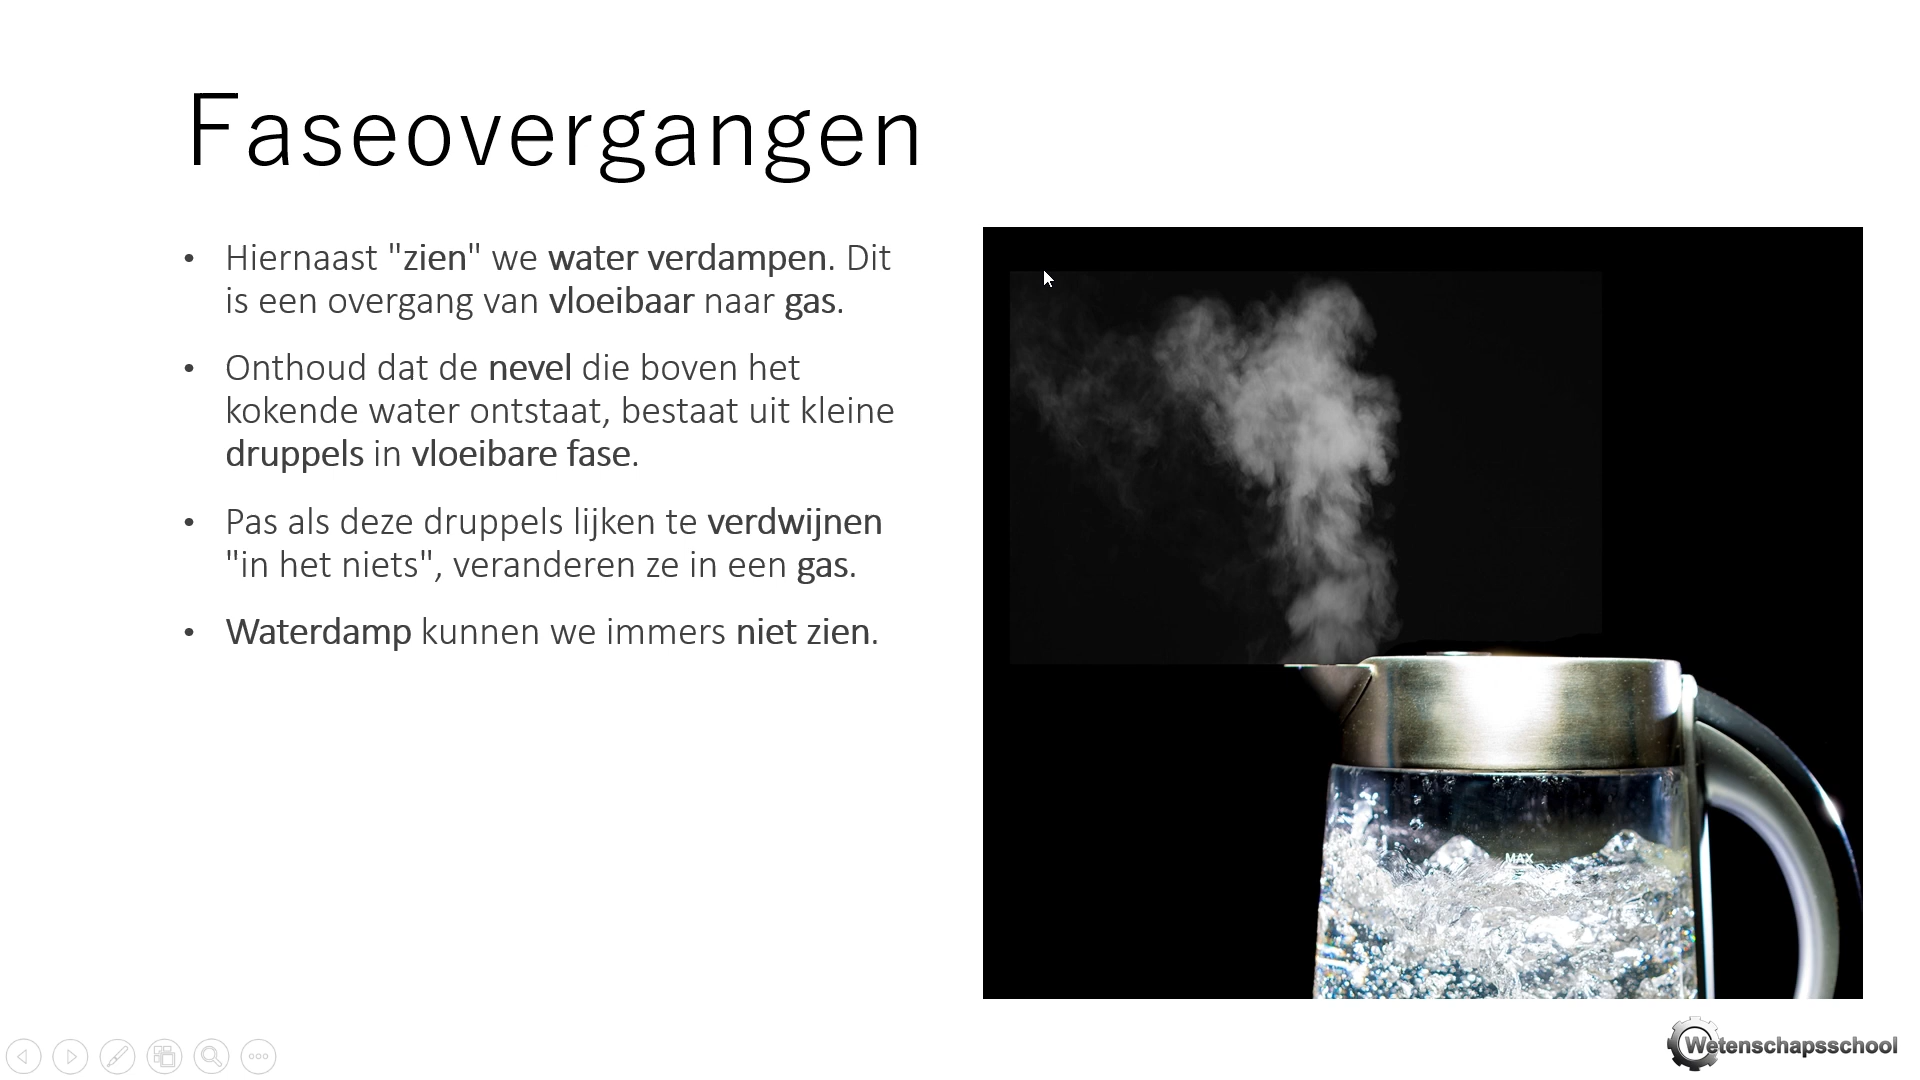 Faseovergangen
• Hiernaast "zien" we water verdampen. Dit
is een overgang van vloeibaar naar gas.
• Onthoud dat de nevel die boven het
kokende water ontstaat, bestaat uit kleine
druppels in vloeibare fase.
• Pas als deze druppels lijken te verdwijnen
"in het niets", veranderen ze in een gas.
• Waterdamp kunnen we immers niet zien.
MAX
Wetenschapsschool